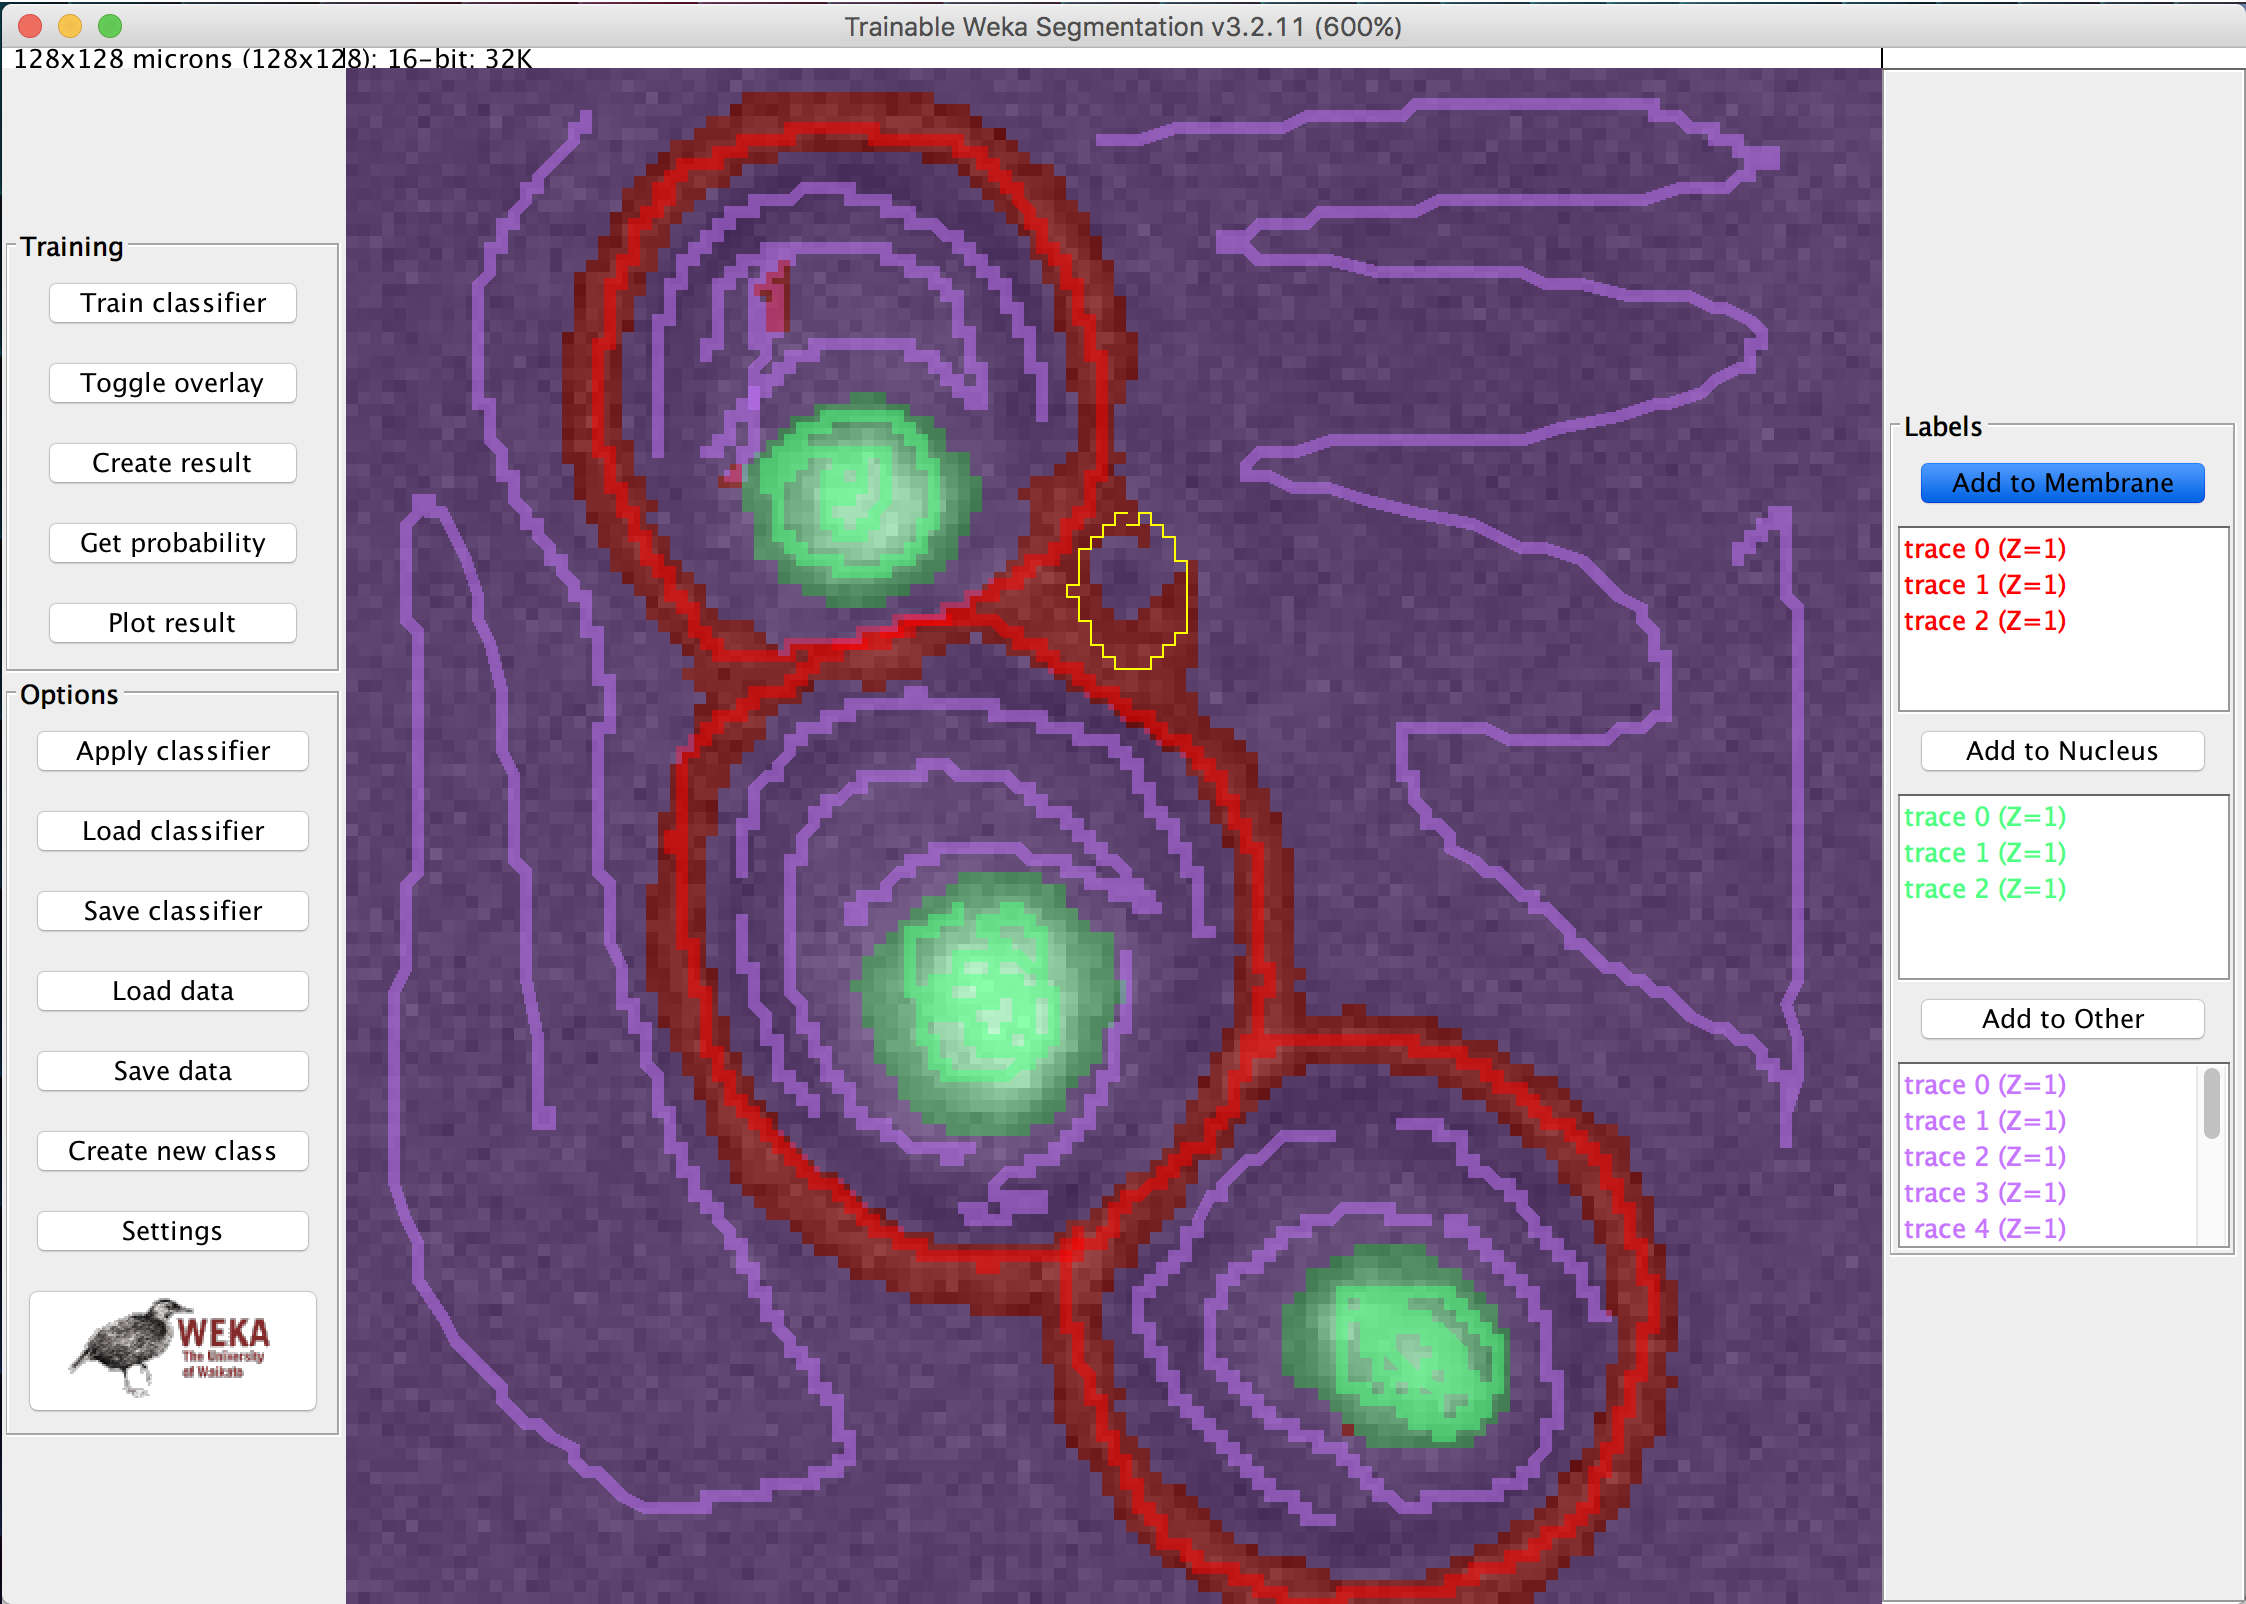 Trainable Weka Segmentation v3.2.11 (600%)
128x128 microns (128x128); 16-bit; 32K
Training
Train classifier
Toggle overlay
Create result
Get probability
Plot result
Options
Apply classifier
Load classifier
Save classifier
Load data
Save data
Create new class
Settings
WEKA
The University
of Waikato
Labels
Add to Membrane
trace 0 (Z=1)
trace 1 (Z=1)
trace 2 (Z=1)
Add to Nucleus
trace 0 (Z=1)
trace 1 (Z=1)
trace 2 (Z=1)
Add to Other
trace 0 (Z=1)
trace 1 (Z=1)
trace 2 (Z=1)
trace 3 (Z=1)
trace 4 (Z=1)